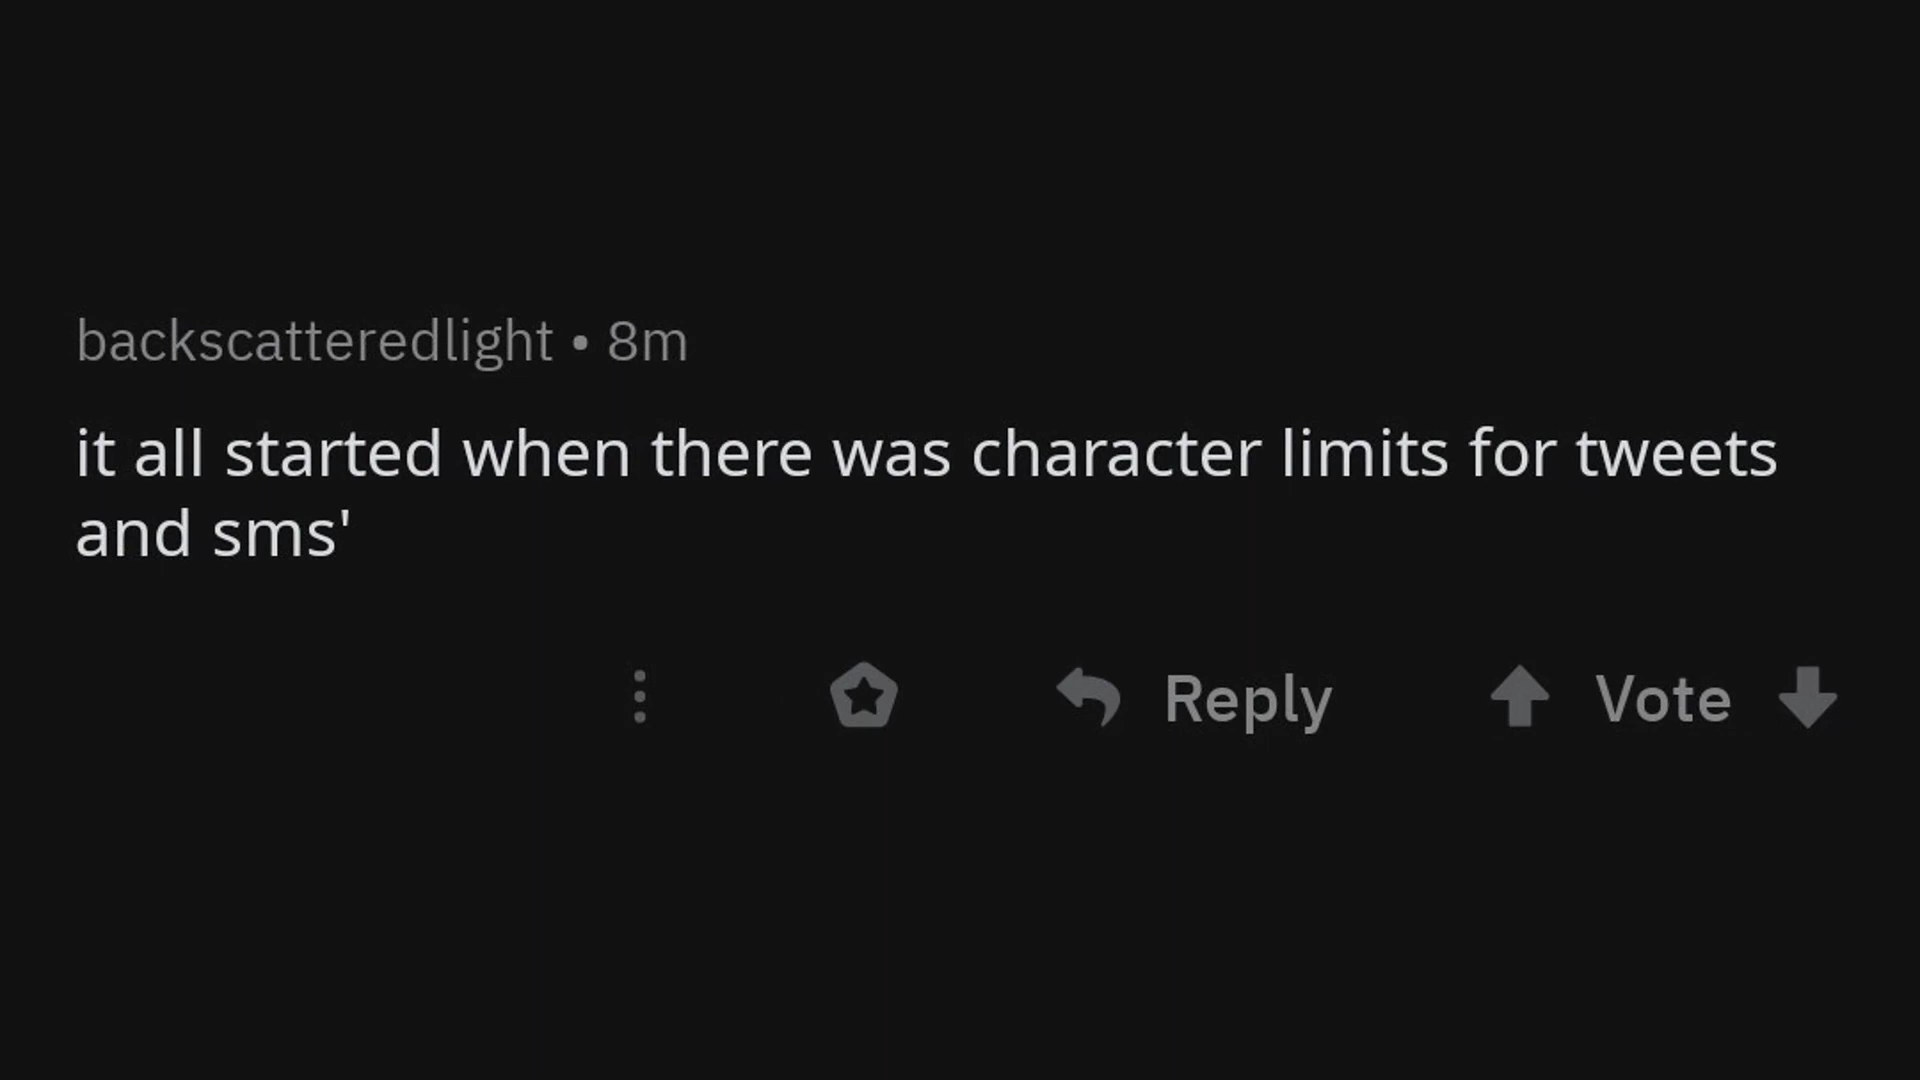 backscatteredlight • 8m
it all started when there was character limits for tweets
and sms'
Reply Vote